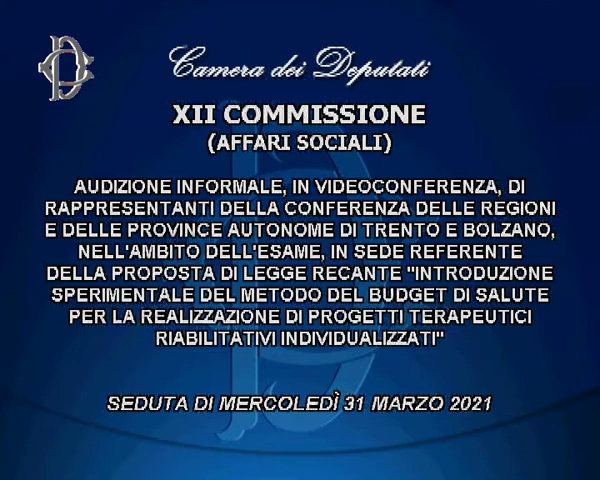 Camera dei Deputati
XII COMMISSIONE
(AFFARI SOCIALI)
AUDIZIONE INFORMALE, IN VIDEOCONFERENZA, DI
RAPPRESENTANTI DELLA CONFERENZA DELLE REGIONI
E DELLE PROVINCE AUTONOME DI TRENTO E BOLZANO,
NELL'AMBITO DELL'ESAME, IN SEDE REFERENTE
DELLA PROPOSTA DI LEGGE RECANTE "INTRODUZIONE
SPERIMENTALE DEL METODO DEL BUDGET DI SALUTE
PER LA REALIZZAZIONE DI PROGETTI TERAPEUTICI
RIABILITATIVI INDIVIDUALIZZATI"
SEDUTA DI MERCOLEDÌ 31 MARZO 2021